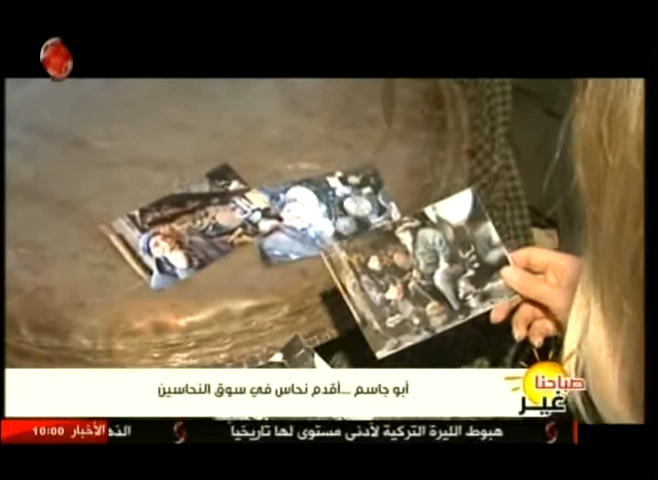 أبو جاسم ...أقدم نحاس في سوق النحاسين
صباحنا
غير
الأخبار 10:00
هبوط الليرة التركية لأدنى مستوى لها تاريخياً